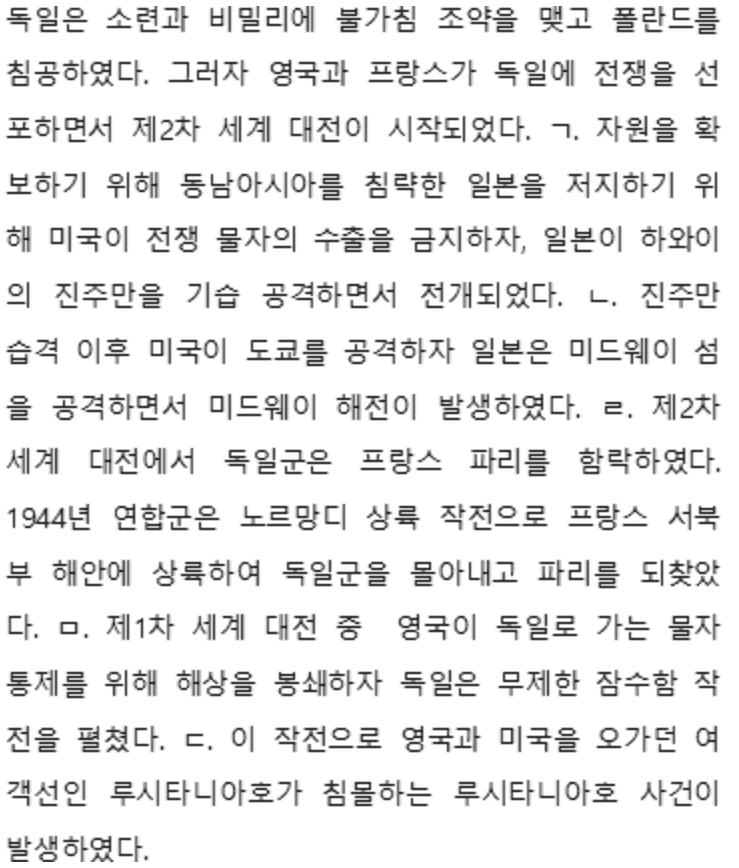 독일은 소련과 비밀리에 불가침 조약을 맺고 폴란드를
침공하였다. 그러자 영국과 프랑스가 독일에 전쟁을 선
포하면서 제2차 세계 대전이 시작되었다. ㄱ. 자원을 확
보하기 위해 동남아시아를 침략한 일본을 저지하기 위
해 미국이 전쟁 물자의 수출을 금지하자, 일본이 하와이
의 진주만을 기습 공격하면서 전개되었다. ㄴ. 진주만
습격 이후 미국이 도쿄를 공격하자 일본은 미드웨이 섬
을 공격하면서 미드웨이 해전이 발생하였다. ㄹ. 제2차
세계 대전에서 독일군은 프랑스 파리를 함락하였다.
1944년 연합군은 노르망디 상륙 작전으로 프랑스 서북
부 해안에 상륙하여 독일군을 몰아내고 파리를 되찾았
다. ㅁ. 제1차 세계 대전 중 영국이 독일로 가는 물자
통제를 위해 해상을 봉쇄하자 독일은 무제한 잠수함 작
전을 펼쳤다. ㄷ. 이 작전으로 영국과 미국을 오가던 여
객선인 루시타니아호가 침몰하는 루시타니아호 사건이
발생하였다.